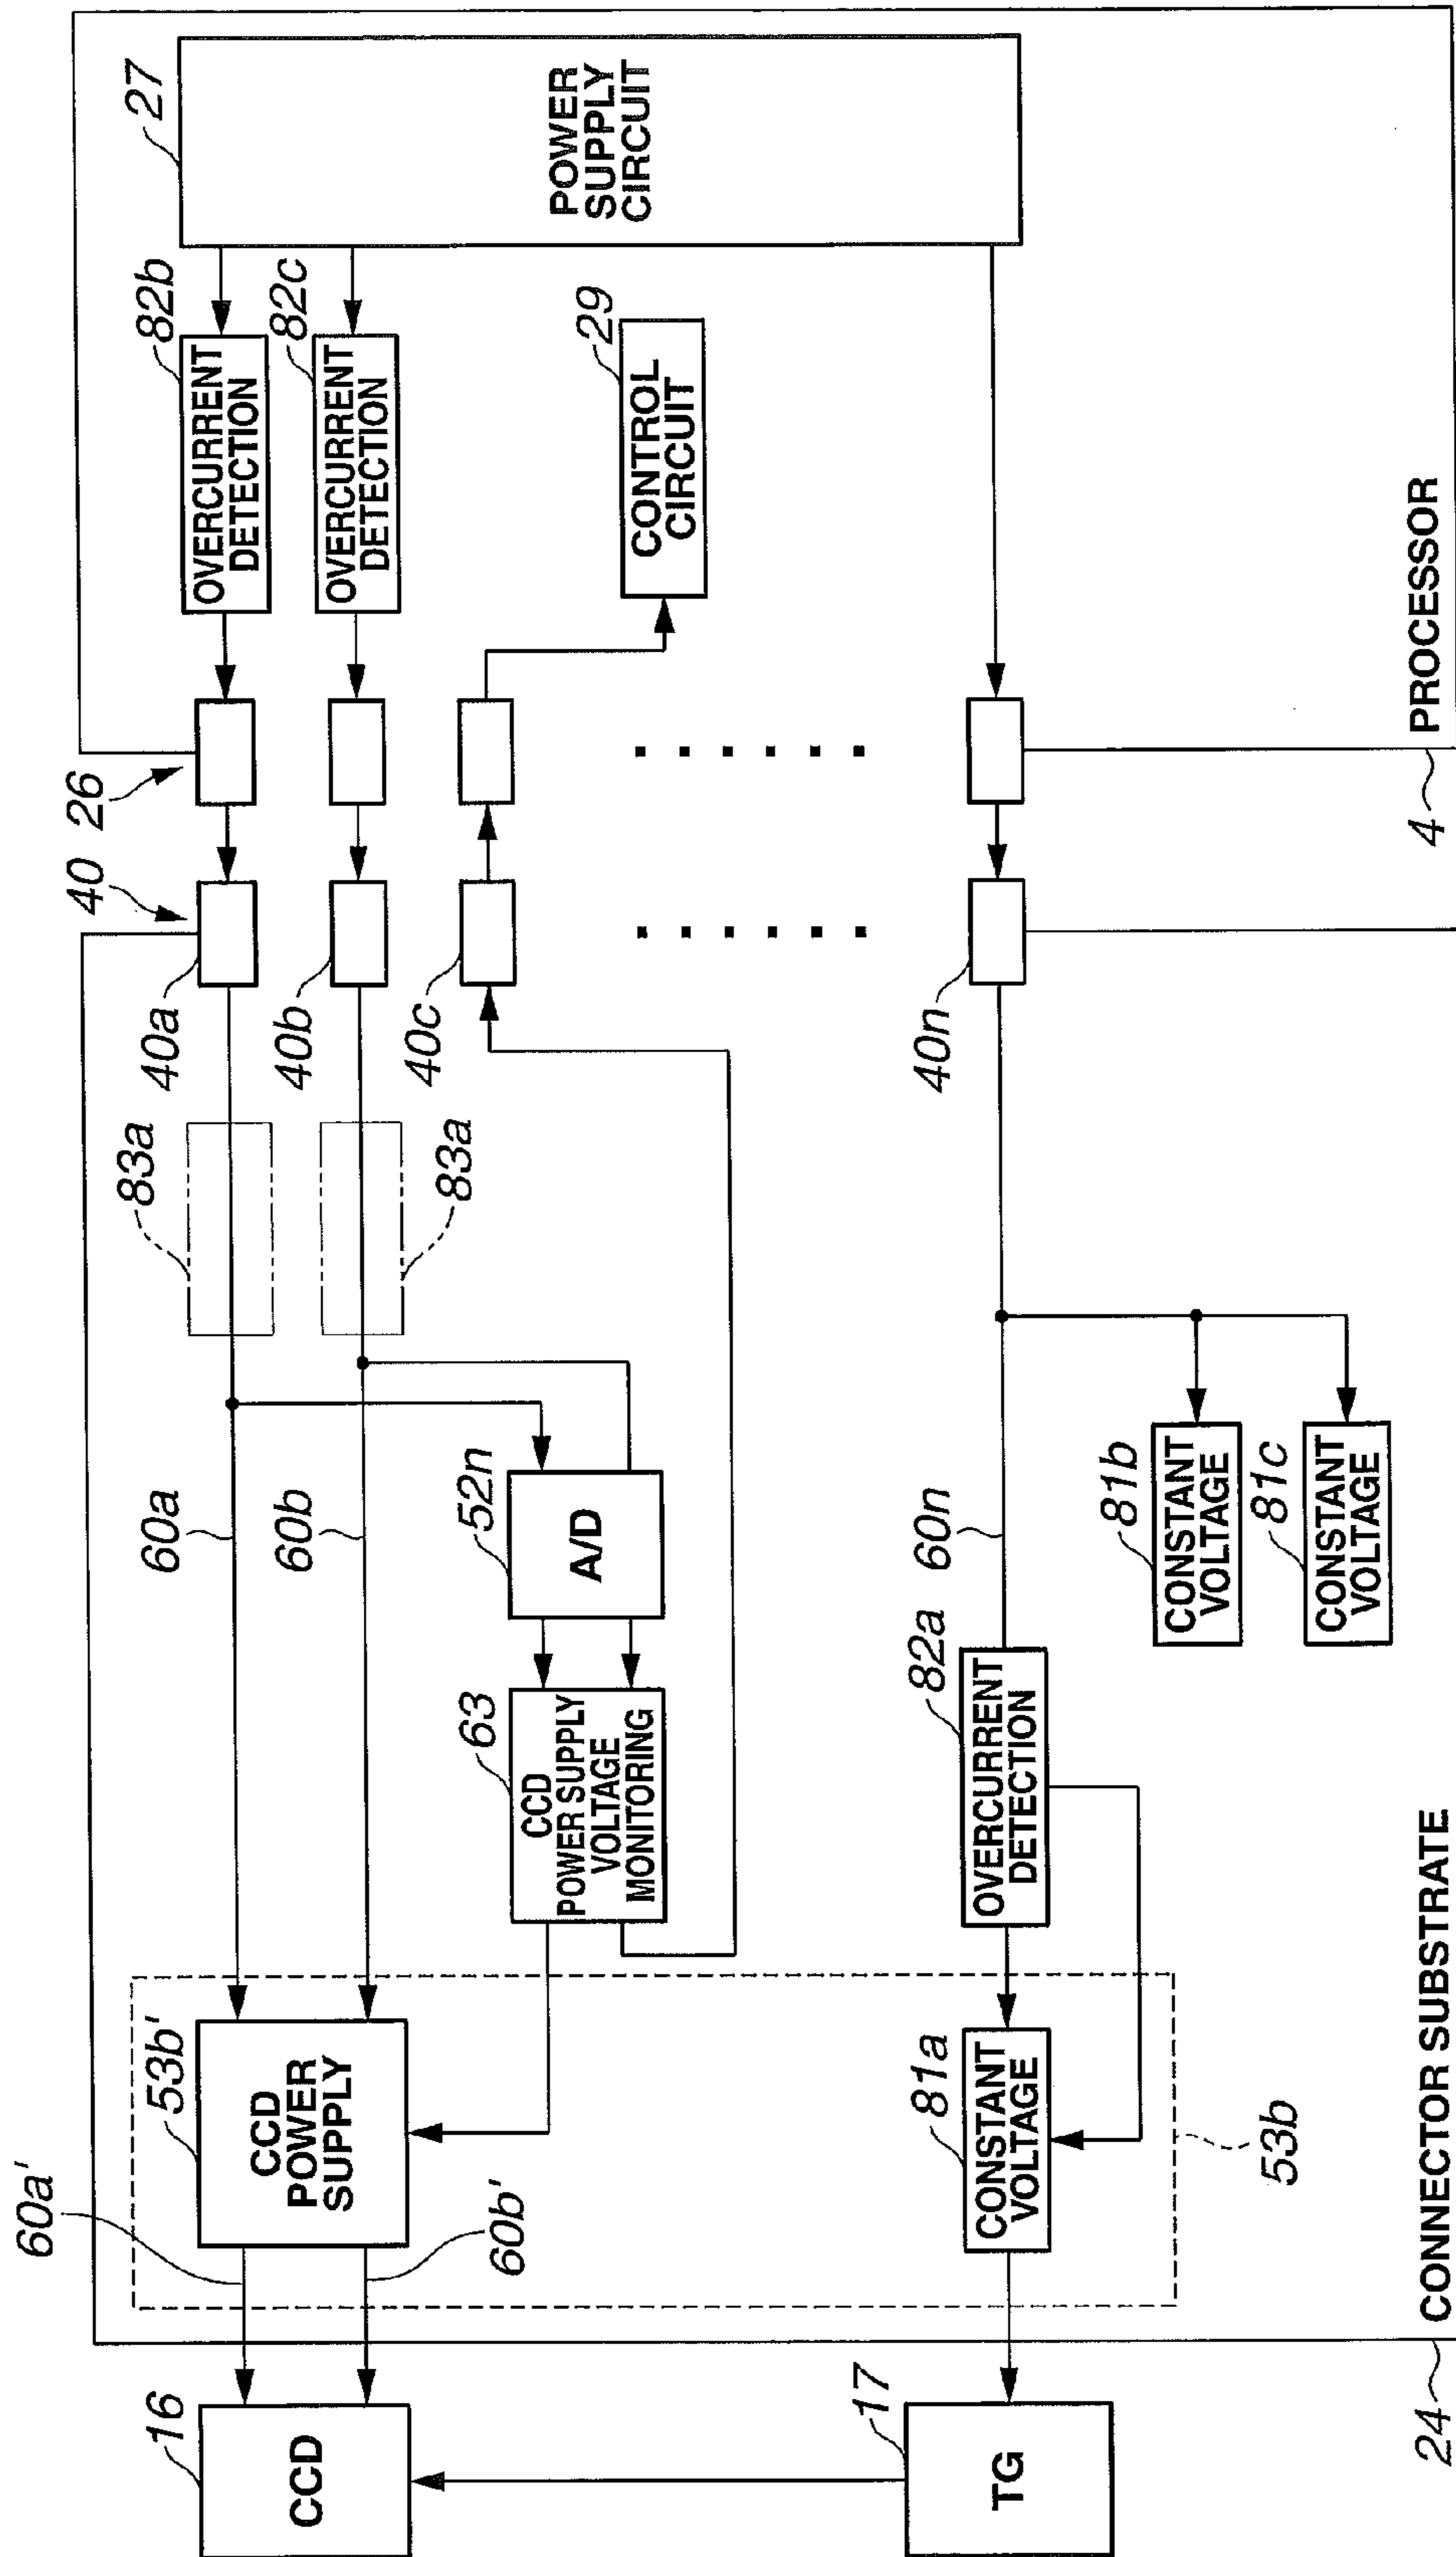 60a'
16
CCD
53b'
CCD
POWER
SUPPLY
60b'
60a
60b
63
CCD
POWER SUPPLY
VOLTAGE
MONITORING
52n
A/D
83a
83a
40
40a
40b
40c
26
82b
OVERCURRENT
DETECTION
82c
OVERCURRENT
DETECTION
29
CONTROL
CIRCUIT
27
POWER
SUPPLY
CIRCUIT
17
TG
81a
CONSTANT
VOLTAGE
53b
82a
OVERCURRENT
DETECTION
60n
81b
CONSTANT
VOLTAGE
81c
CONSTANT
VOLTAGE
40n
24
CONNECTOR SUBSTRATE
4
PROCESSOR